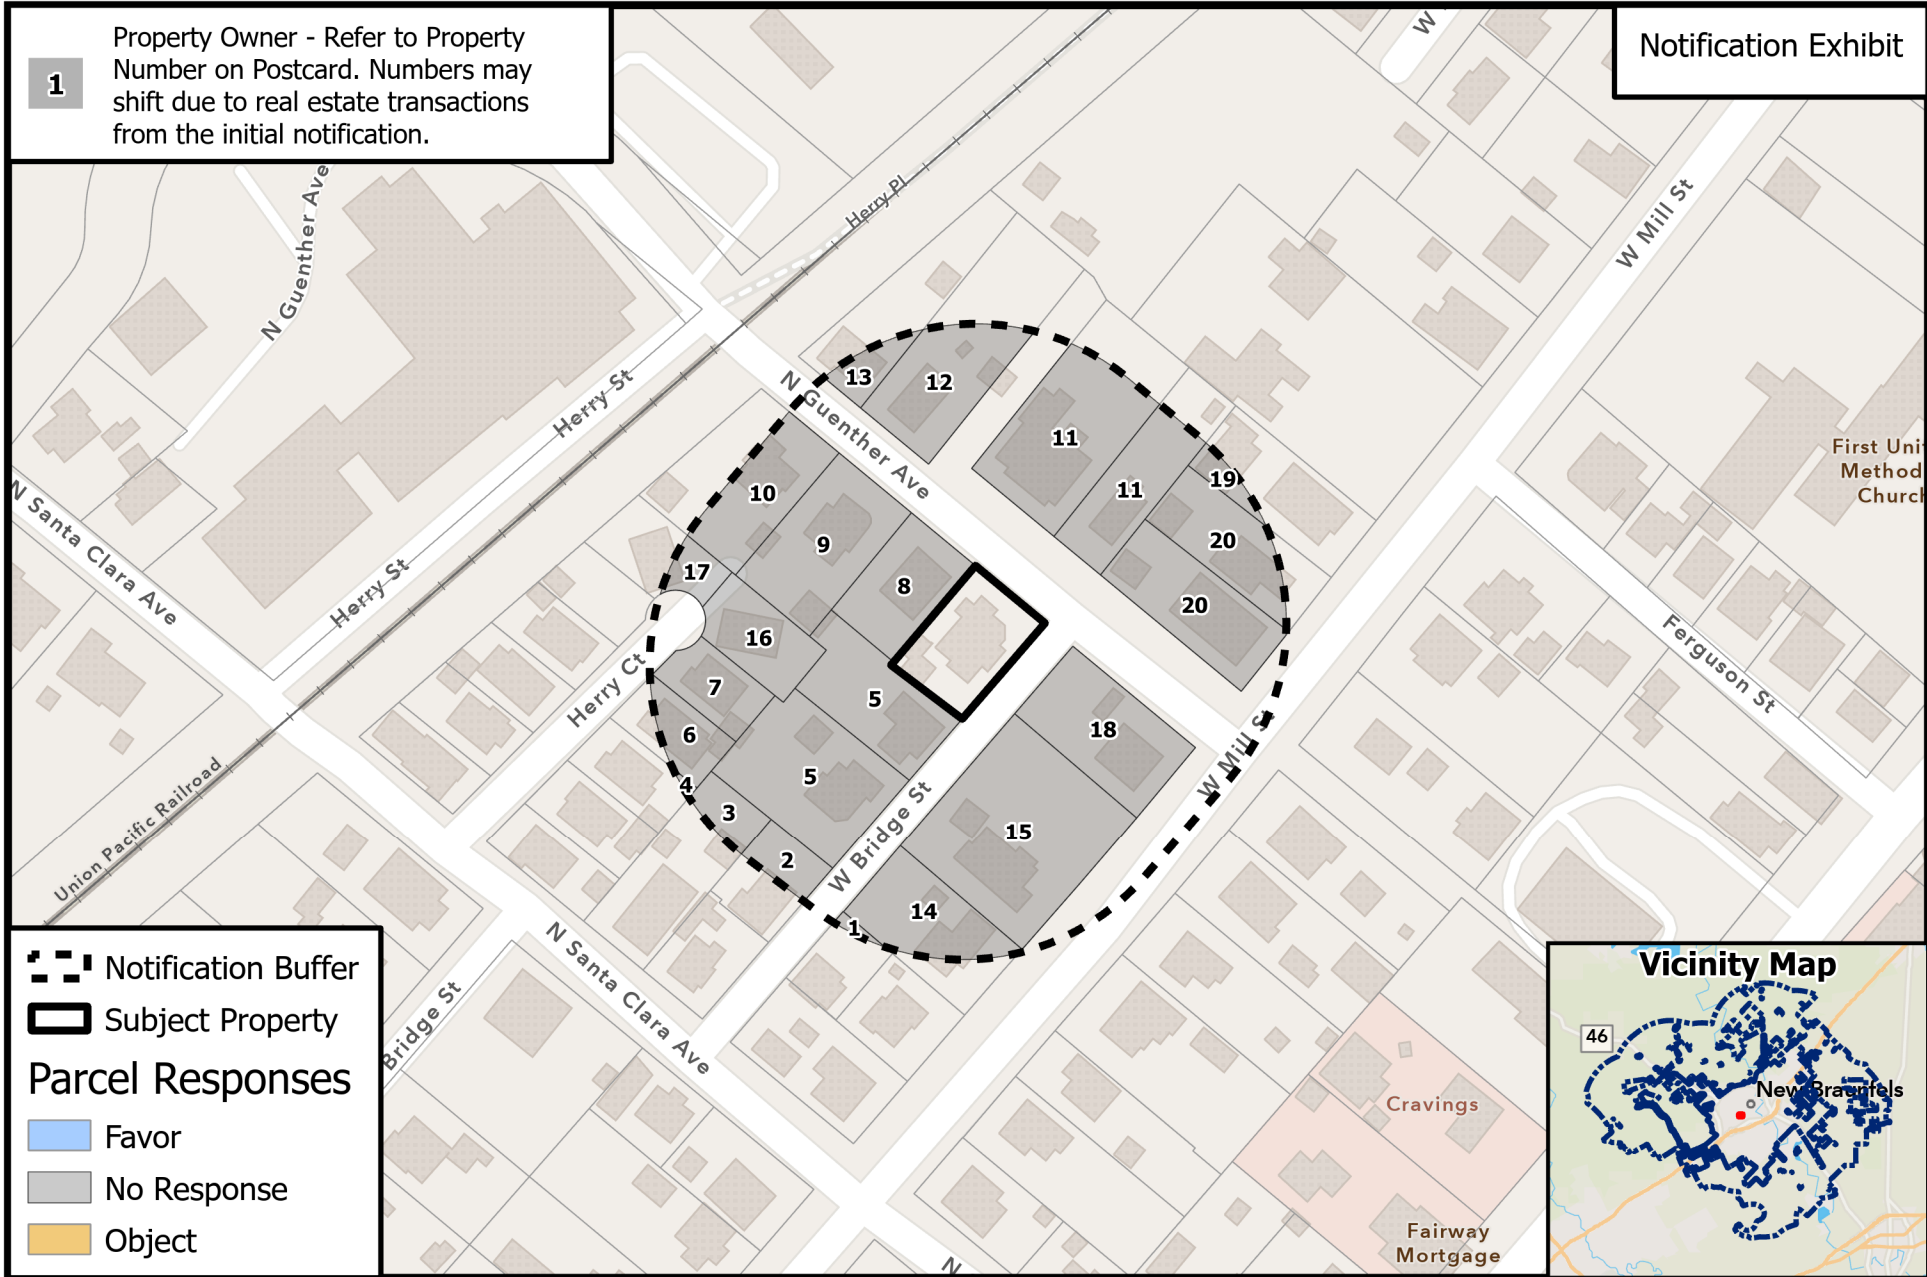 1
Property Owner - Refer to Property
Number on Postcard. Numbers may
shift due to real estate transactions
from the initial notification.
Notification Exhibit
W
N Guenther Ave
Herry Pl
W Mill St
Herry St
N Guenther Ave
13
12
11
11
19
20
20
10
9
8
17
16
7
6
4
3
2
5
5
18
15
14
1
First Uni
Method
Church
N Santa Clara Ave
Herry St
Herry Ct
Ferguson St
W Mill St
W Bridge St
Union Pacific Railroad
N Santa Clara Ave
Bridge St
Cravings
Fairway
Mortgage
N
Notification Buffer
Subject Property
Parcel Responses
Favor
No Response
Object
Vicinity Map
46
New Braunfels